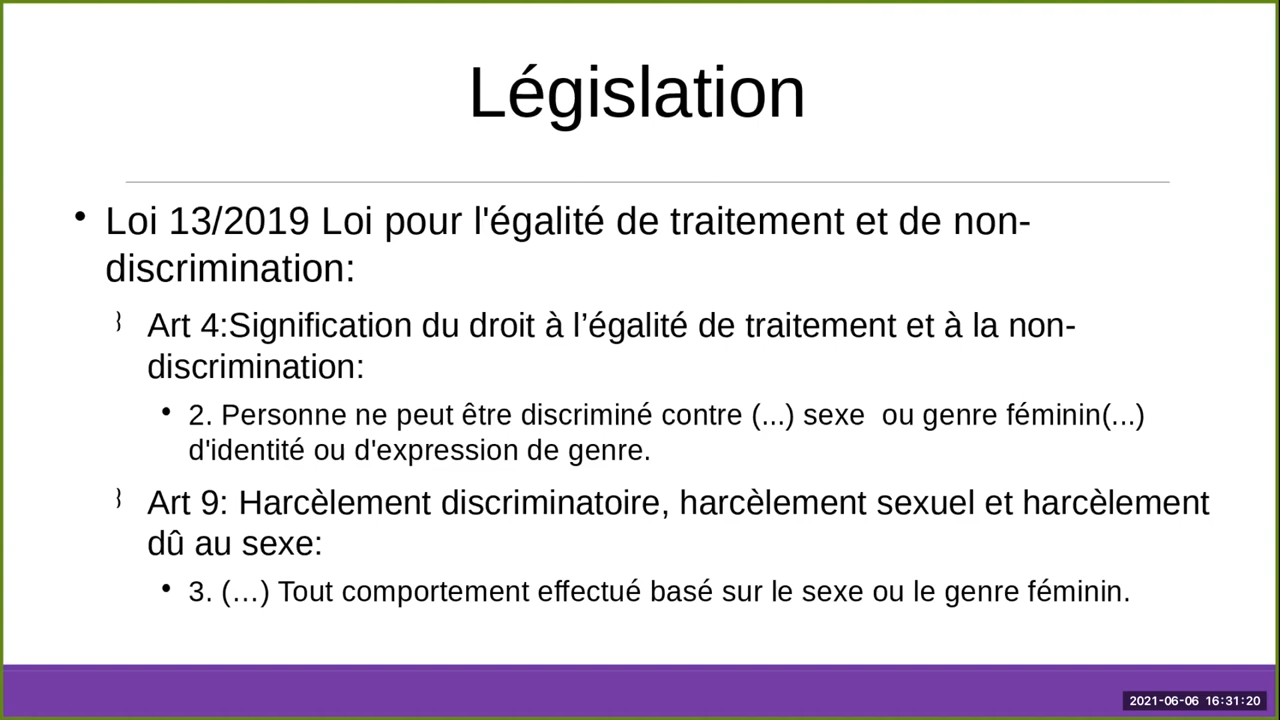 Législation
• Loi 13/2019 Loi pour l'égalité de traitement et de non-
discrimination:
Art 4:Signification du droit à l’égalité de traitement et à la non-
discrimination:
• 2. Personne ne peut être discriminé contre (...) sexe  ou genre féminin(...)
d'identité ou d'expression de genre.
Art 9: Harcèlement discriminatoire, harcèlement sexuel et harcèlement
dû au sexe:
• 3. (…) Tout comportement effectué basé sur le sexe ou le genre féminin.
2021-06-06 16:31:20